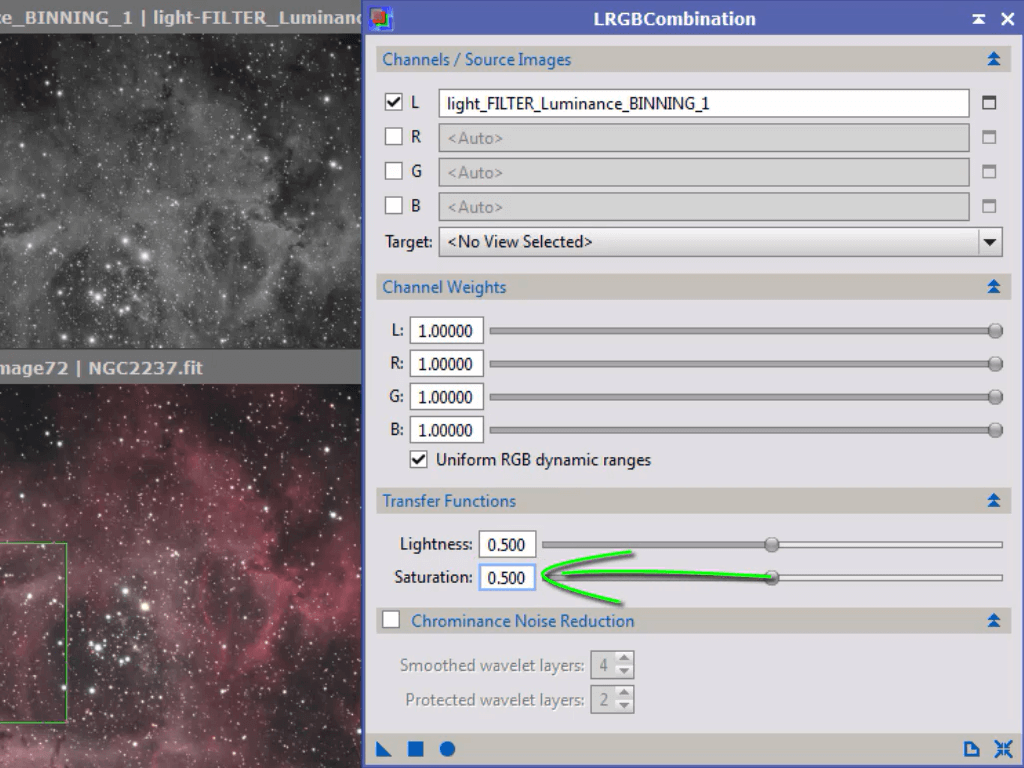 e_BINNING_1 | light-FILTER_Luminanc
LRGBCombination
Channels / Source Images
L light_FILTER_Luminance_BINNING_1
R <Auto>
G <Auto>
B <Auto>
Target: <No View Selected>
Channel Weights
L: 1.00000
R: 1.00000
G: 1.00000
B: 1.00000
Uniform RGB dynamic ranges
mage72 | NGC2237.fit
Transfer Functions
Lightness: 0.500
Saturation: 0.500
Chrominance Noise Reduction
Smoothed wavelet layers: 4
Protected wavelet layers: 2